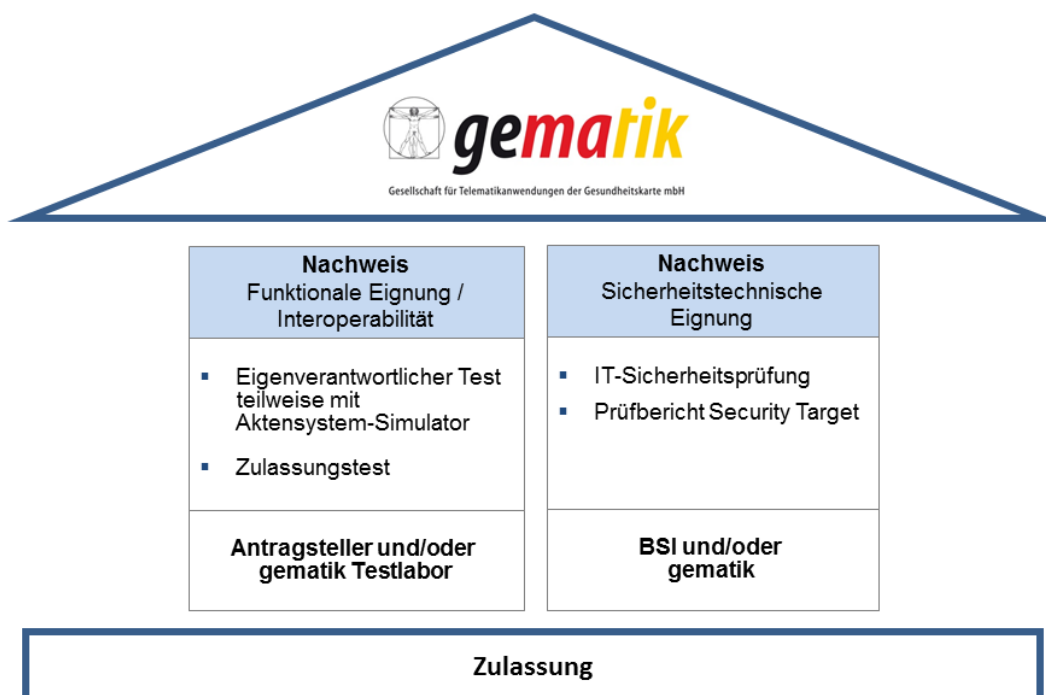 gematik
Gesellschaft für Telematikanwendungen der Gesundheitskarte mbH
Nachweis
Funktionale Eignung /
Interoperabilität
▪ Eigenverantwortlicher Test
teilweise mit
Aktensystem-Simulator
▪ Zulassungstest
Antragsteller und/oder
gematik Testlabor
Nachweis
Sicherheitstechnische
Eignung
▪ IT-Sicherheitsprüfung
▪ Prüfbericht Security Target
BSI und/oder
gematik
Zulassung